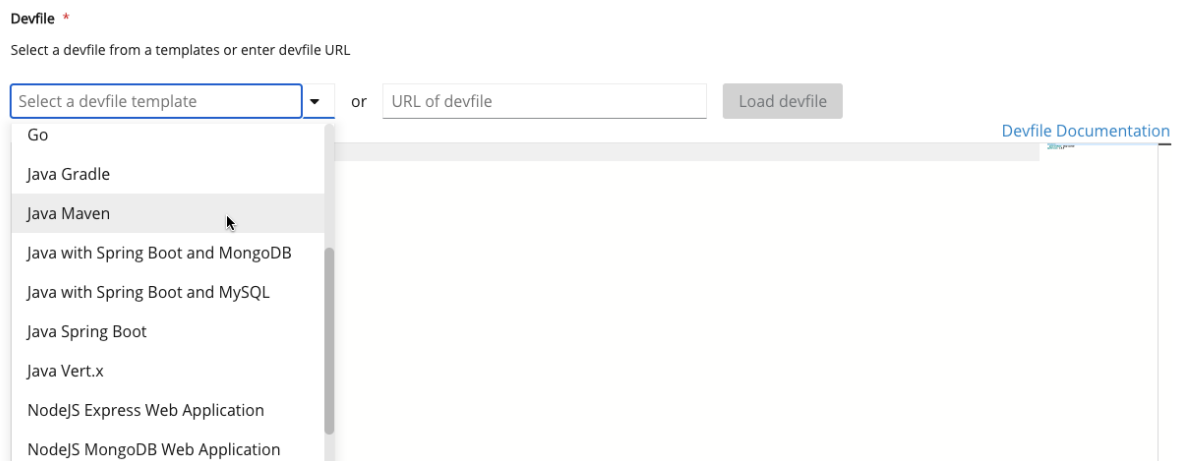 Devfile *
Select a devfile from a templates or enter devfile URL
Select a devfile template or URL of devfile Load devfile
Devfile Documentation
Go
Java Gradle
Java Maven
Java with Spring Boot and MongoDB
Java with Spring Boot and MySQL
Java Spring Boot
Java Vert.x
NodeJS Express Web Application
NodeJS MongoDB Web Application